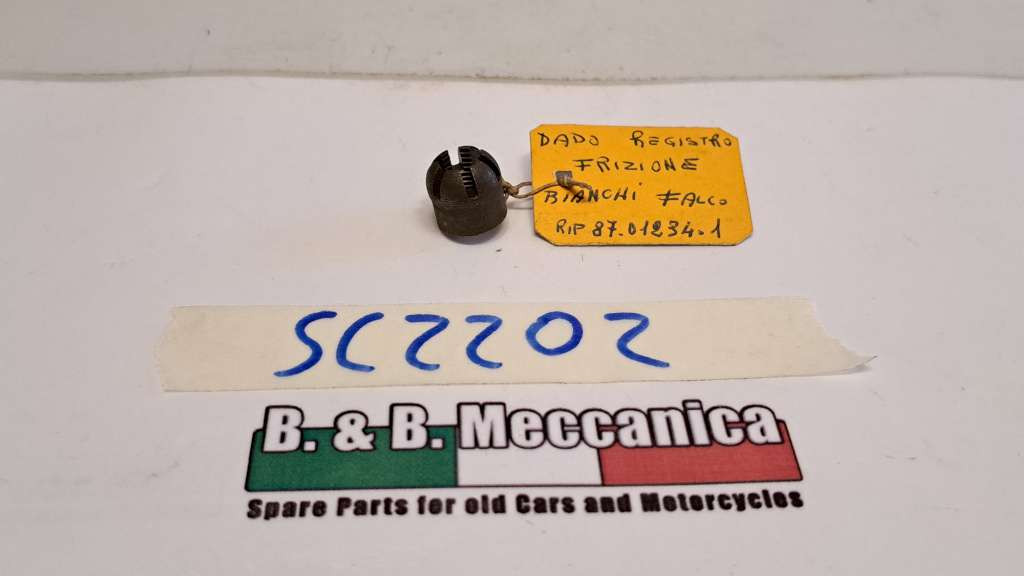 DADO REGISTRO
FRIZIONE
BIANCHI FALCO
RIP 87.01234.1
SC2202
B. & B. Meccanica
Spare Parts for old Cars and Motorcycles